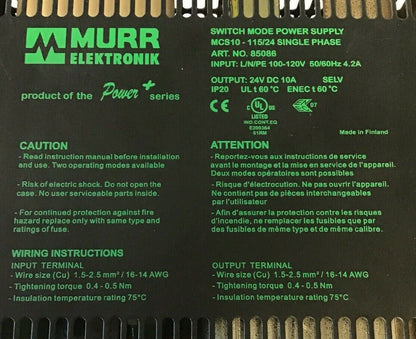 MURR
ELEKTRONIK
product of the Power+ series
SWITCH MODE POWER SUPPLY
MCS10 - 115/24 SINGLE PHASE
ART. NO. 85086
INPUT: L/N/PE 100-120V 50/60Hz 4.2A
OUTPUT: 24V DC 10A SELV
IP20 UL t 60 °C ENEC t 60 °C
CE c UL US
LISTED
IND.CONT.EQ
E200384
51RM
Made in Finland
CAUTION
- Read instruction manual before installation
and use. Two operating modes available
- Risk of electric shock. Do not open the
case. No user serviceable parts inside.
- For continued protection against fire
hazard replace only with same type and
ratings of fuse.
ATTENTION
- Reportez-vous aux instructions de service
avant le montage et la mise en service de l'appareil.
Deux modes opératoires sont possibles
- Risque d'électrocution. Ne pas ouvrir l'appareil.
Ne contient pas de pièces interchangeables
par l'utilisateur
- Afin d'assurer la protection contre les risques
d'incendie, ne remplacer les fusibles que par
des fusibles de même type et calibre.
WIRING INSTRUCTIONS
INPUT TERMINAL
- Wire size (Cu) 1.5-2.5 mm² / 16-14 AWG
- Tightening torque 0.4 - 0.5 Nm
- Insulation temperature rating 75°C
OUTPUT TERMINAL
- Wire size (Cu) 1.5-2.5 mm² / 16-14 AWG
- Tightening torque 0.4 - 0.5 Nm
- Insulation temperature rating 75°C